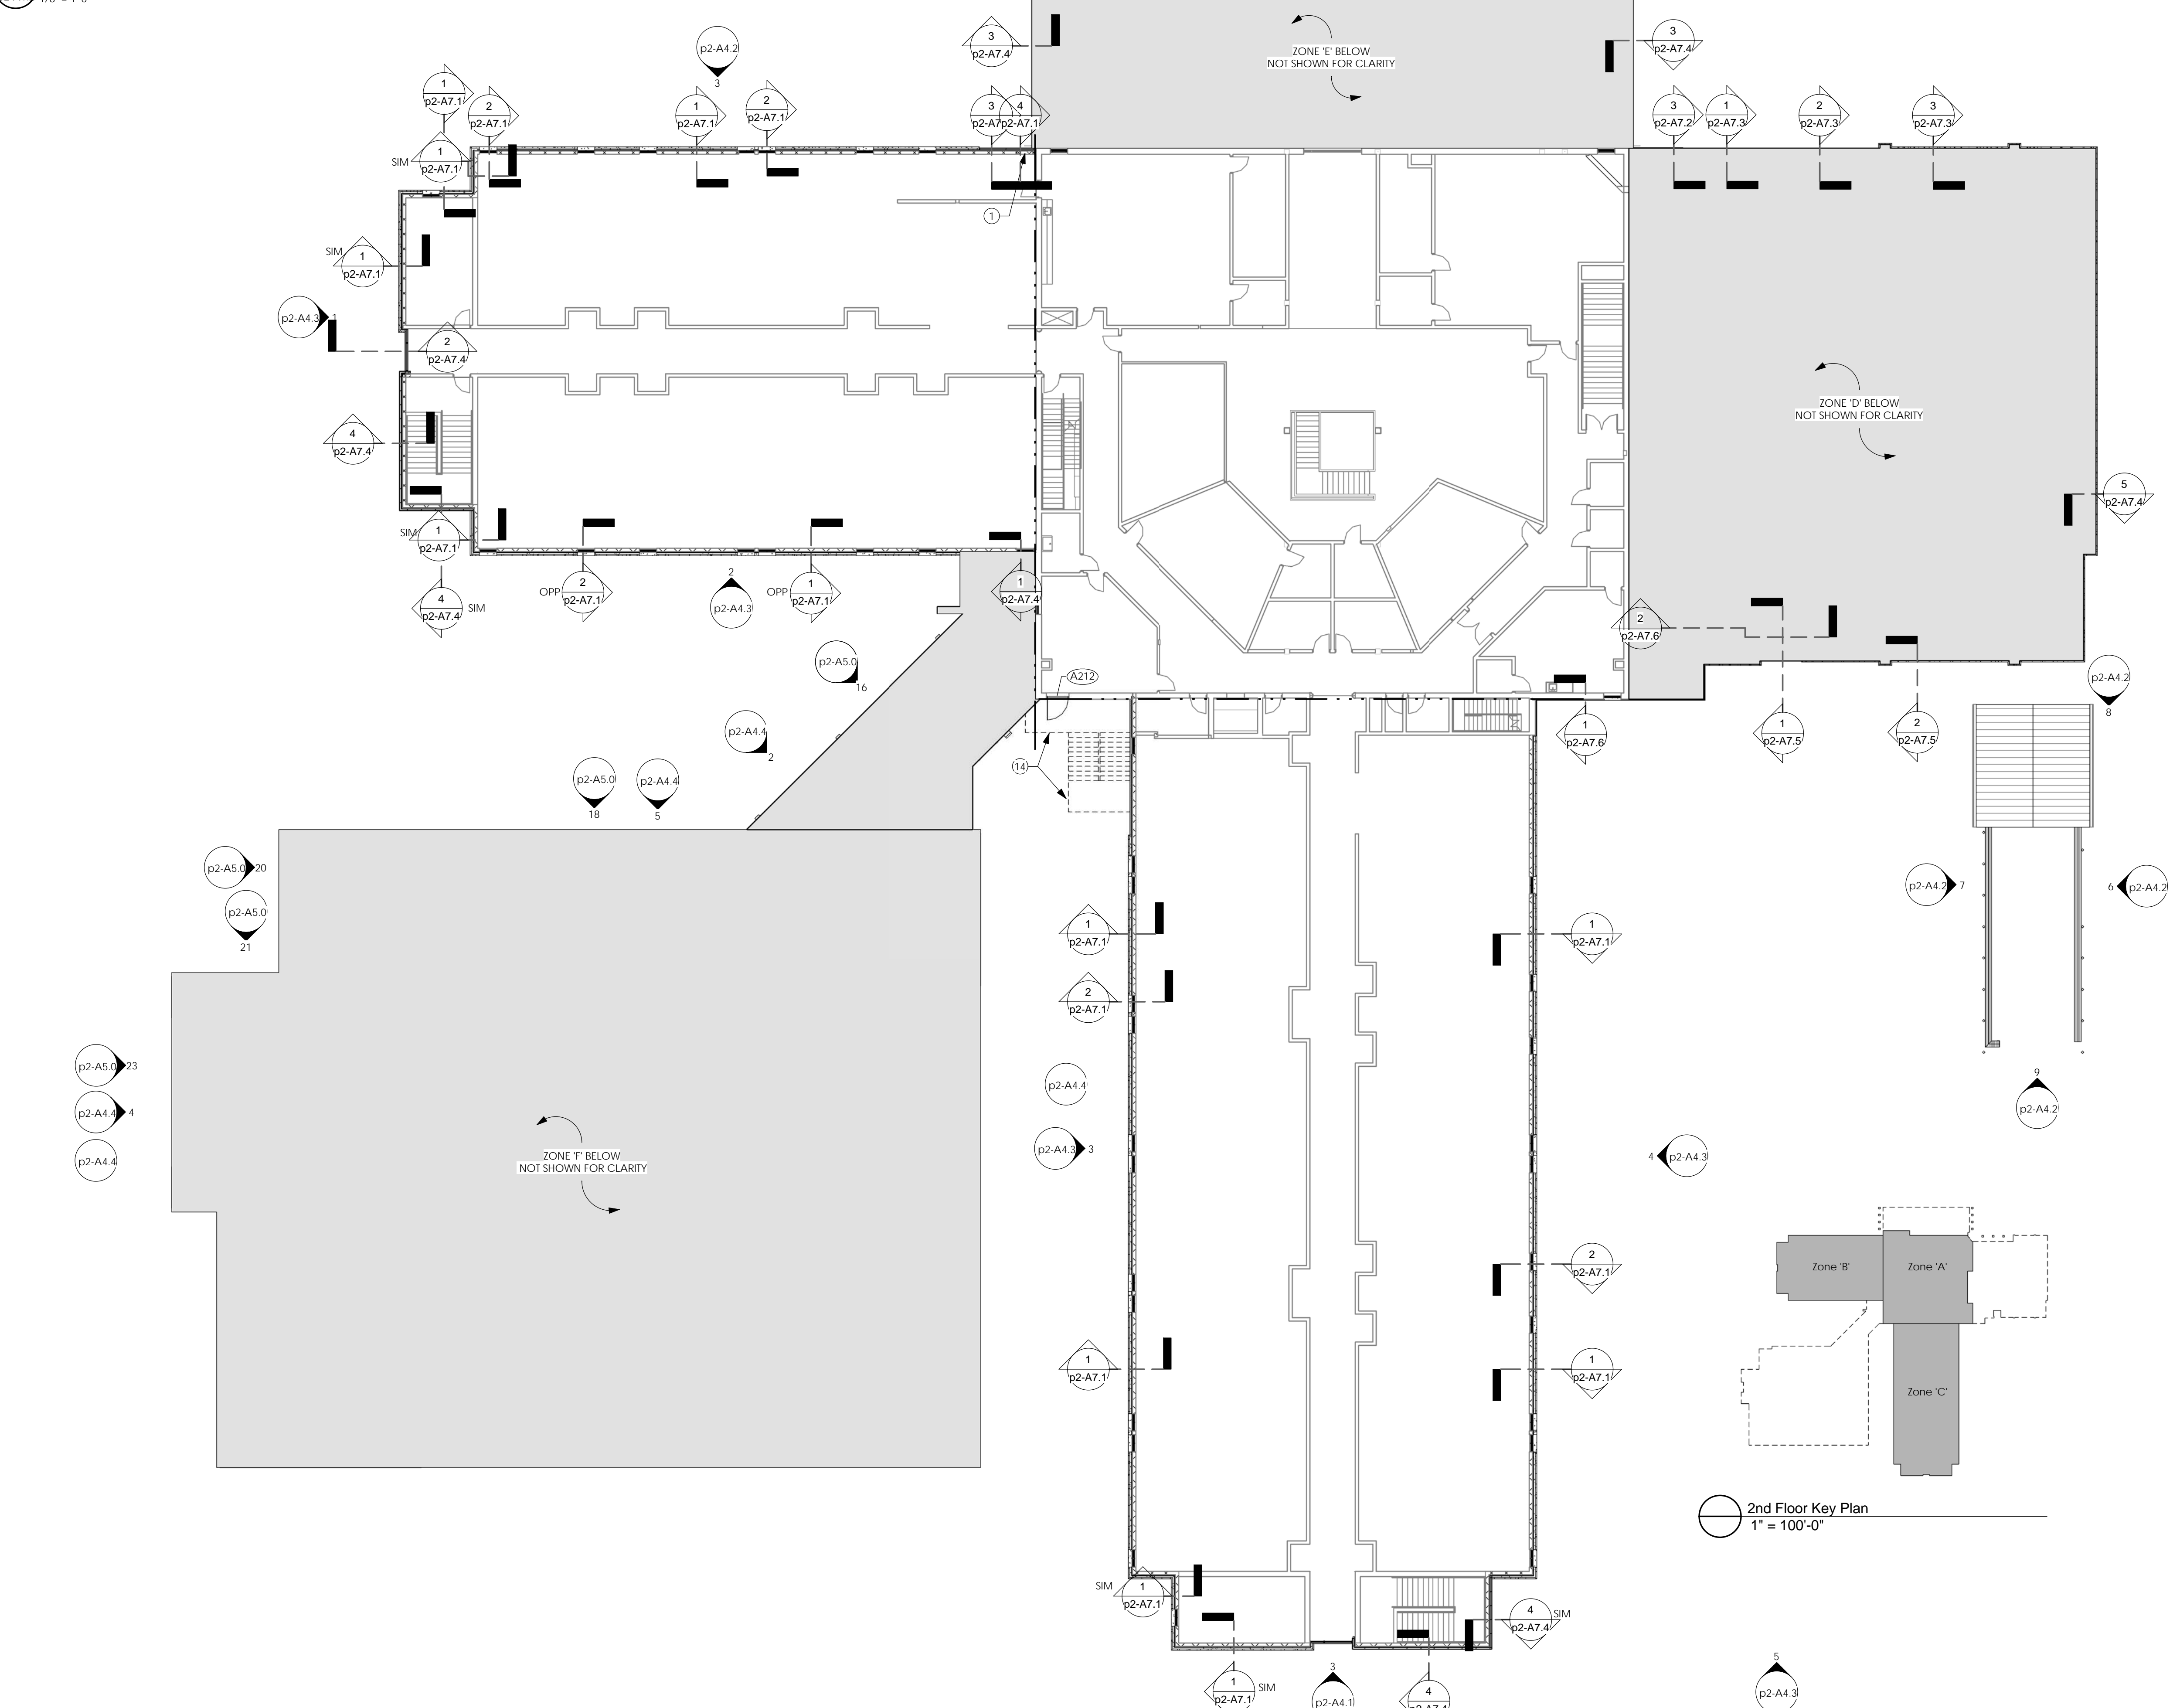 3
p2-A7.4
ZONE 'E' BELOW
NOT SHOWN FOR CLARITY
3
p2-A7.4
p2-A4.2
3
1
p2-A7.1
2
p2-A7.1
1
p2-A7.1
2
p2-A7.1
3
4
p2-A7.1
3
p2-A7.2
1
p2-A7.3
2
p2-A7.3
3
p2-A7.3
SIM
1
p2-A7.1
1
SIM
1
p2-A7.1
p2-A4.3
1
2
p2-A7.4
4
p2-A7.4
ZONE 'D' BELOW
NOT SHOWN FOR CLARITY
5
p2-A7.4
SIM
1
p2-A7.1
4
p2-A7.4
SIM
OPP
2
p2-A7.1
2
p2-A4.3
OPP
1
p2-A7.1
1
p2-A7.4
2
p2-A7.6
p2-A5.0
16
A212
p2-A4.2
8
p2-A4.4
2
1
p2-A7.6
1
p2-A7.5
2
p2-A7.5
14
p2-A5.0
18
p2-A4.4
5
p2-A5.0
20
p2-A5.0
21
p2-A4.2
7
6
p2-A4.2
1
p2-A7.1
1
p2-A7.1
2
p2-A7.1
p2-A5.0
23
p2-A4.4
4
p2-A4.4
p2-A4.4
9
p2-A4.2
ZONE 'F' BELOW
NOT SHOWN FOR CLARITY
p2-A4.3
3
4
p2-A4.3
2
p2-A7.1
Zone 'B'
Zone 'A'
Zone 'C'
1
p2-A7.1
1
p2-A7.1
2nd Floor Key Plan
1" = 100'-0"
SIM
1
p2-A7.1
4
p2-A7.4
SIM
1
p2-A7.1
SIM
3
p2-A4.1
4
p2-A7.4
5
p2-A4.3